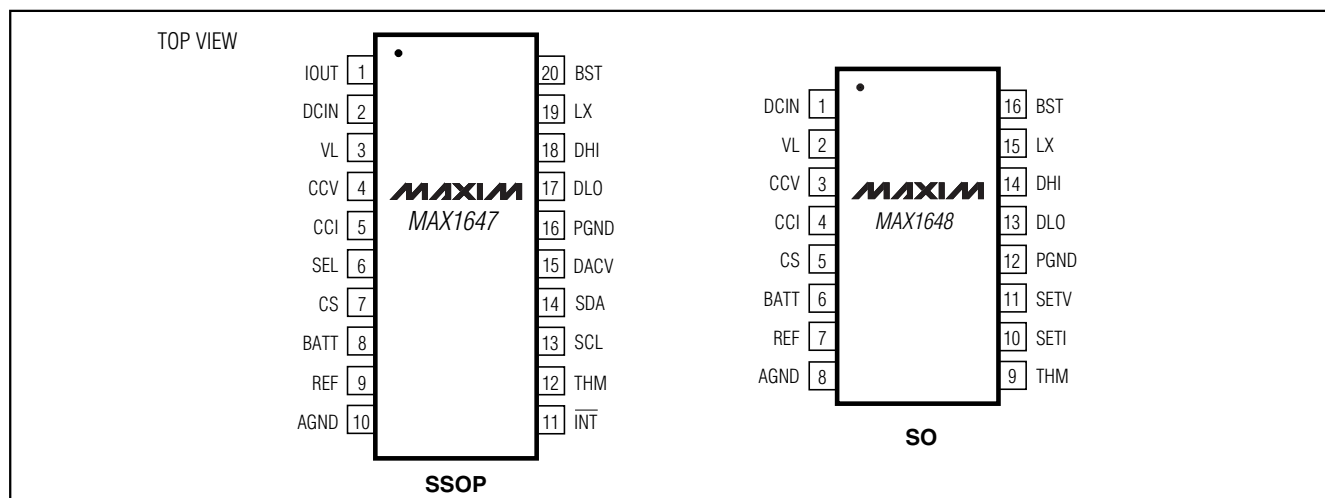 TOP VIEW
IOUT 1
DCIN 2
VL 3
CCV 4
CCI 5
SEL 6
CS 7
BATT 8
REF 9
AGND 10
MAXIM
MAX1647
20 BST
19 LX
18 DHI
17 DLO
16 PGND
15 DACV
14 SDA
13 SCL
12 THM
11 INT
SSOP
DCIN 1
VL 2
CCV 3
CCI 4
CS 5
BATT 6
REF 7
AGND 8
MAXIM
MAX1648
16 BST
15 LX
14 DHI
13 DLO
12 PGND
11 SETV
10 SETI
9 THM
SO